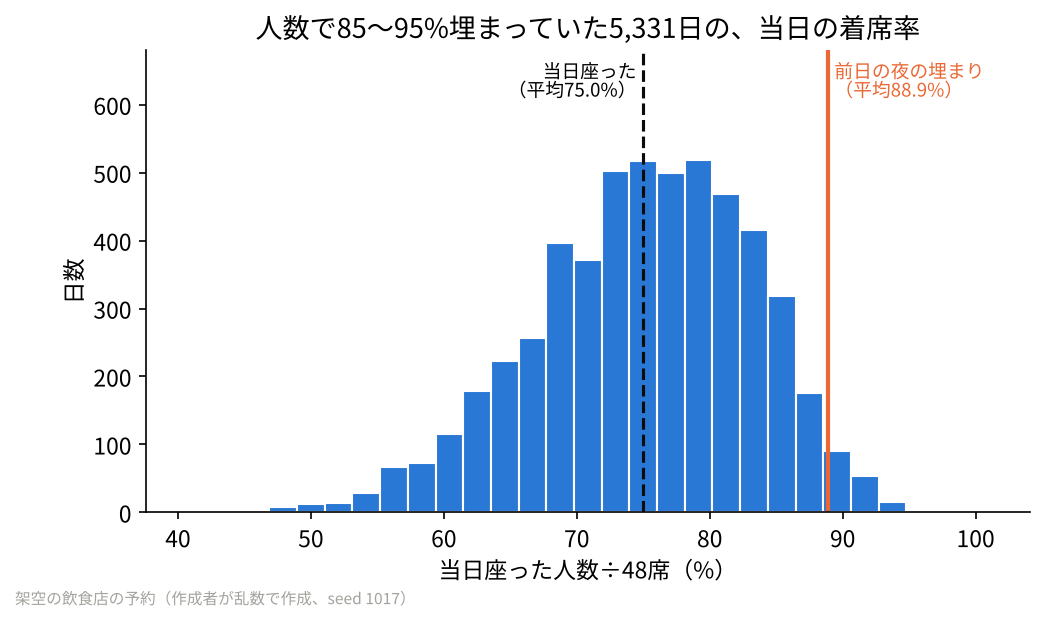 人数で85〜95%埋まっていた5,331日の、当日の着席率
当日座った
（平均75.0%）
前日の夜の埋まり
（平均88.9%）
日数
600
500
400
300
200
100
0
40 50 60 70 80 90 100
当日座った人数÷48席（%）
架空の飲食店の予約（作成者が乱数で作成、seed 1017）